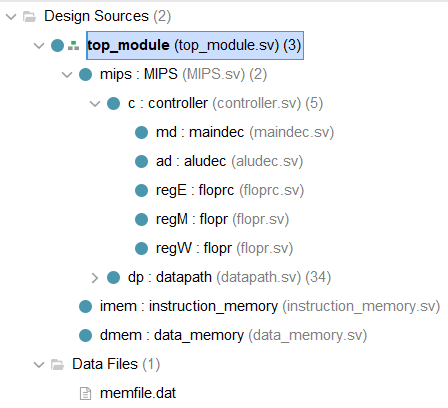 Design Sources (2)
top_module (top_module.sv) (3)
mips : MIPS (MIPS.sv) (2)
c : controller (controller.sv) (5)
md : maindec (maindec.sv)
ad : aludec (aludec.sv)
regE : floprc (floprc.sv)
regM : flopr (flopr.sv)
regW : flopr (flopr.sv)
dp : datapath (datapath.sv) (34)
imem : instruction_memory (instruction_memory.sv)
dmem : data_memory (data_memory.sv)
Data Files (1)
memfile.dat